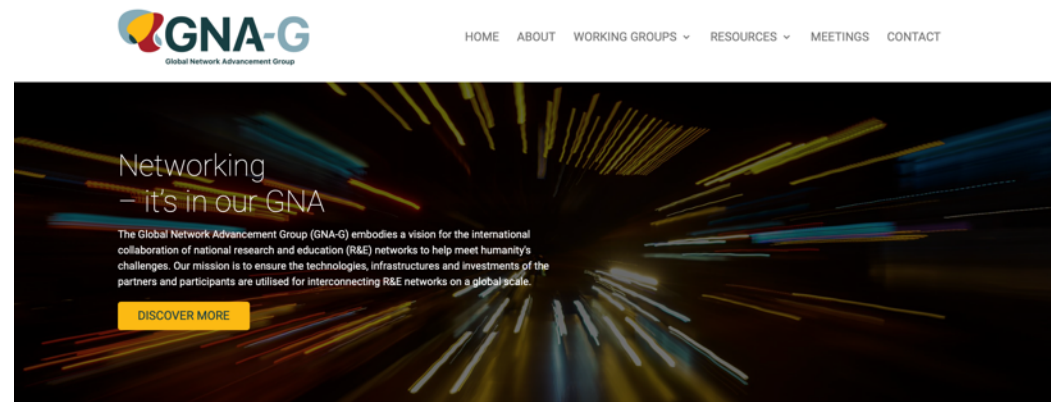 GNA-G
Global Network Advancement Group
HOME ABOUT WORKING GROUPS RESOURCES MEETINGS CONTACT
Networking
– it's in our GNA
The Global Network Advancement Group (GNA-G) embodies a vision for the international
collaboration of national research and education (R&E) networks to help meet humanity's
challenges. Our mission is to ensure the technologies, infrastructures and investments of the
partners and participants are utilised for interconnecting R&E networks on a global scale.
DISCOVER MORE